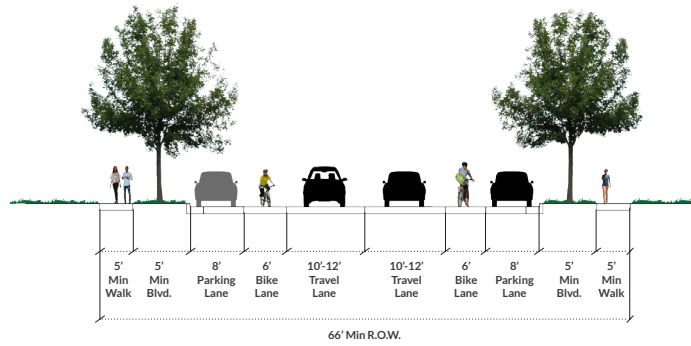 5’
Min
Walk
5’
Min
Blvd.
8’
Parking
Lane
6’
Bike
Lane
10’-12’
Travel
Lane
10’-12’
Travel
Lane
6’
Bike
Lane
8’
Parking
Lane
5’
Min
Blvd.
5’
Min
Walk
66’ Min R.O.W.